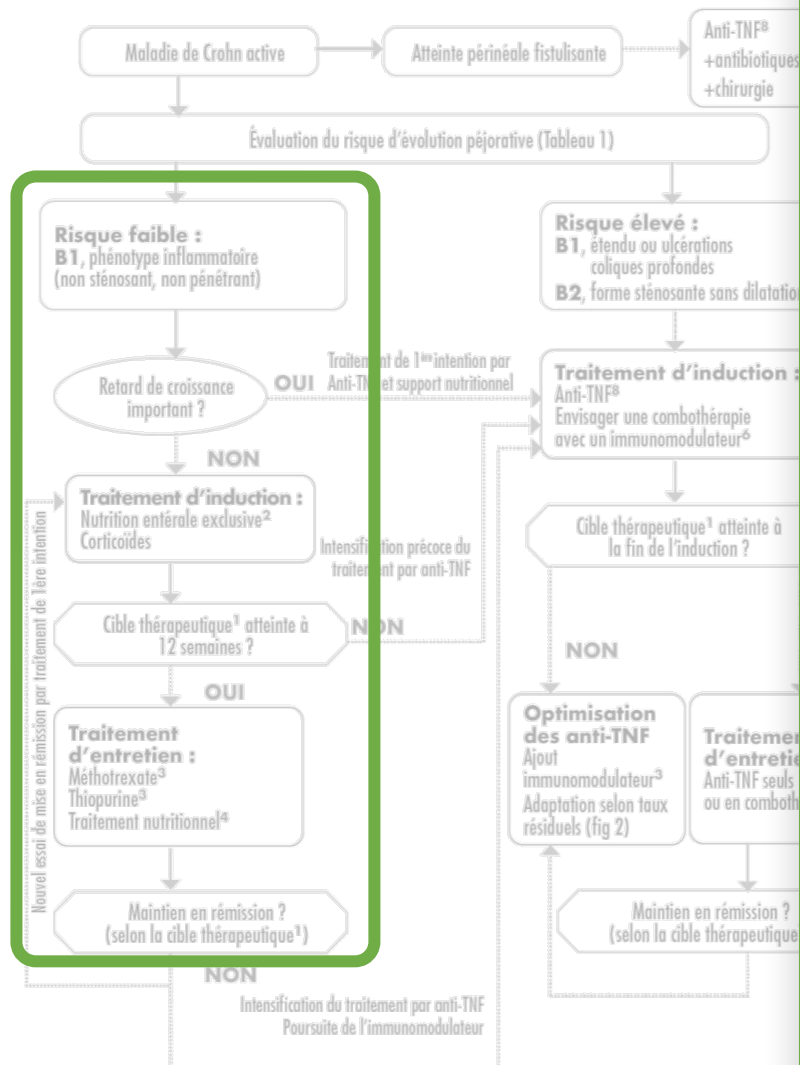 Maladie de Crohn active
Atteinte périnéale fistulisante
Anti-TNF⁸
+antibiotiques
+chirurgie
Évaluation du risque d'évolution péjorative (Tableau 1)
Risque faible :
B1, phénotype inflammatoire
(non sténosant, non pénétrant)
Risque élevé :
B1, étendu ou ulcérations
coliques profondes
B2, forme sténosante sans
Retard de croissance
important ?
OUI
Traitement de 1ère intention par
Anti-TNF et support nutritionnel
Traitement d'induction :
Anti-TNF⁸
Envisager une combothérapie
avec un immunomodulateur⁶
NON
Traitement d'induction :
Nutrition entérale exclusive²
Corticoïdes
Intensification précoce du
traitement par anti-TNF
Cible thérapeutique¹ atteinte à
la fin de l'induction ?
Cible thérapeutique¹ atteinte à
12 semaines ?
NON
NON
OUI
Traitement
d'entretien :
Méthotrexate³
Thiopurine³
Traitement nutritionnel⁴
Optimisation
des anti-TNF
Ajout
immunomodulateur³
Adaptation selon taux
résiduels (fig 2)
Anti-TNF seuls
Nouvel essai de mise en rémission par traitement de 1ère intention
Maintien en rémission ?
(selon la cible thérapeutique¹)
Maintien en rémission ?
(selon la cible thérapeutique
NON
Intensification du traitement par anti-TNF
Poursuite de l'immunomodulateur